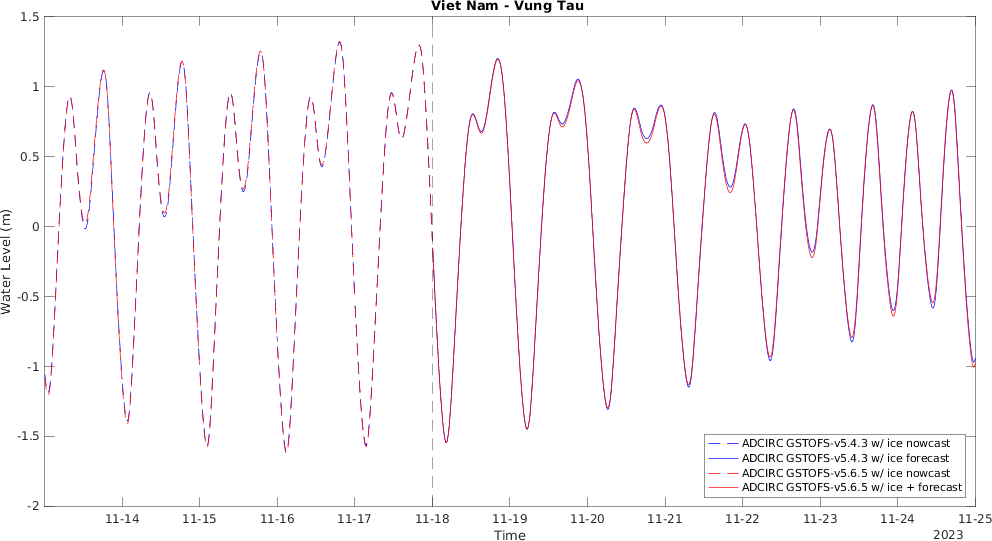 Viet Nam - Vung Tau
1.5
1
0.5
0
-0.5
-1
-1.5
-2
Water Level (m)
11-14 11-15 11-16 11-17 11-18 11-19 11-20 11-21 11-22 11-23 11-24 11-25
Time
2023
ADCIRC GSTOFS-v5.4.3 w/ ice nowcast
ADCIRC GSTOFS-v5.4.3 w/ ice forecast
ADCIRC GSTOFS-v5.6.5 w/ ice nowcast
ADCIRC GSTOFS-v5.6.5 w/ ice + forecast